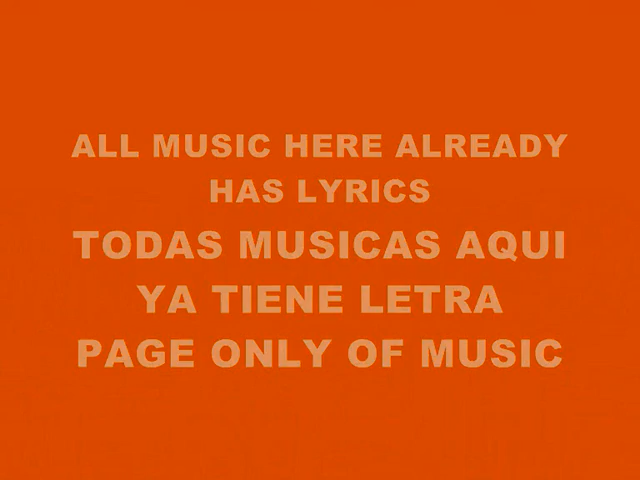 ALL MUSIC HERE ALREADY
HAS LYRICS
TODAS MUSICAS AQUI
YA TIENE LETRA
PAGE ONLY OF MUSIC